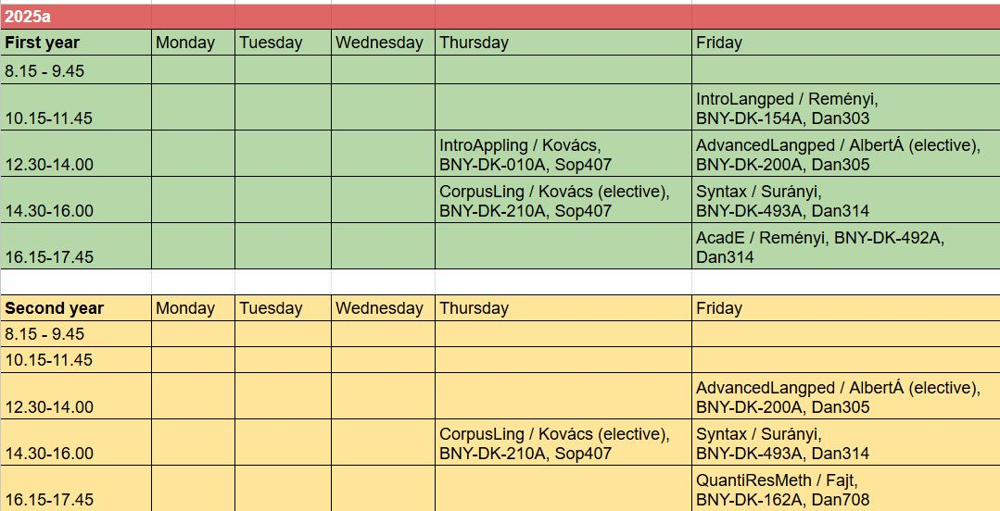 2025a
First year Monday Tuesday Wednesday Thursday Friday
8.15 - 9.45
IntroLangped / Reményi,
10.15-11.45 BNY-DK-154A, Dan303
IntroAppling / Kovács, AdvancedLangped / AlbertÁ (elective),
12.30-14.00 BNY-DK-010A, Sop407 BNY-DK-200A, Dan305
CorpusLing / Kovács (elective), Syntax / Surányi,
14.30-16.00 BNY-DK-210A, Sop407 BNY-DK-493A, Dan314
AcadE / Reményi, BNY-DK-492A,
16.15-17.45 Dan314
Second year Monday Tuesday Wednesday Thursday Friday
8.15 - 9.45
10.15-11.45
AdvancedLangped / AlbertÁ (elective),
12.30-14.00 BNY-DK-200A, Dan305
CorpusLing / Kovács (elective), Syntax / Surányi,
14.30-16.00 BNY-DK-210A, Sop407 BNY-DK-493A, Dan314
QuantiResMeth / Fajt,
16.15-17.45 BNY-DK-162A, Dan708